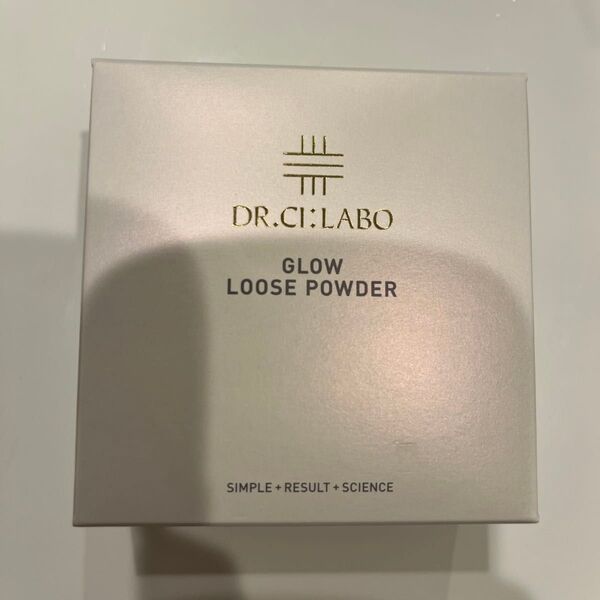 DR.CI:LABO
GLOW
LOOSE POWDER
SIMPLE + RESULT + SCIENCE